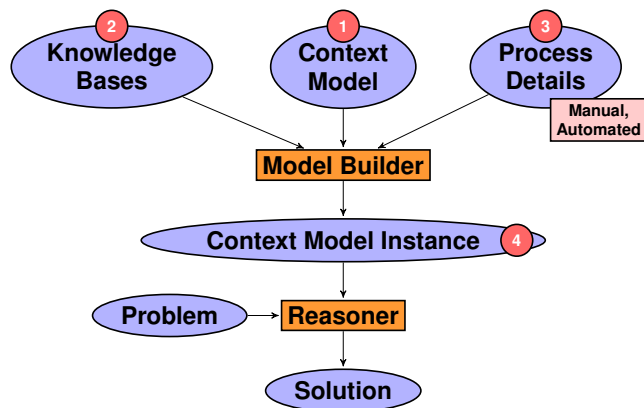 2
1
3
Knowledge
Bases
Context
Model
Process
Details
Manual,
Automated
Model Builder
Context Model Instance
4
Problem
Reasoner
Solution